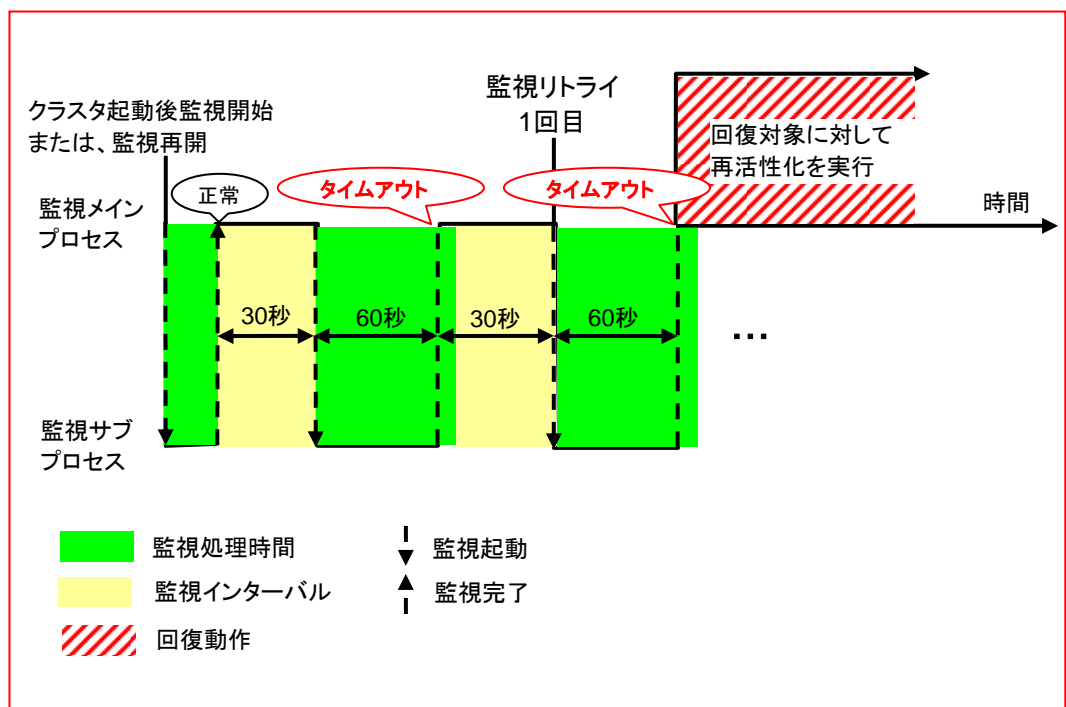 クラスタ起動後監視開始
または、監視再開
監視リトライ
1回目
回復対象に対して
再活性化を実行
時間
正常
タイムアウト
タイムアウト
監視メイン
プロセス
30秒
60秒
30秒
60秒
...
監視サブ
プロセス
監視処理時間
監視起動
監視インターバル
監視完了
回復動作